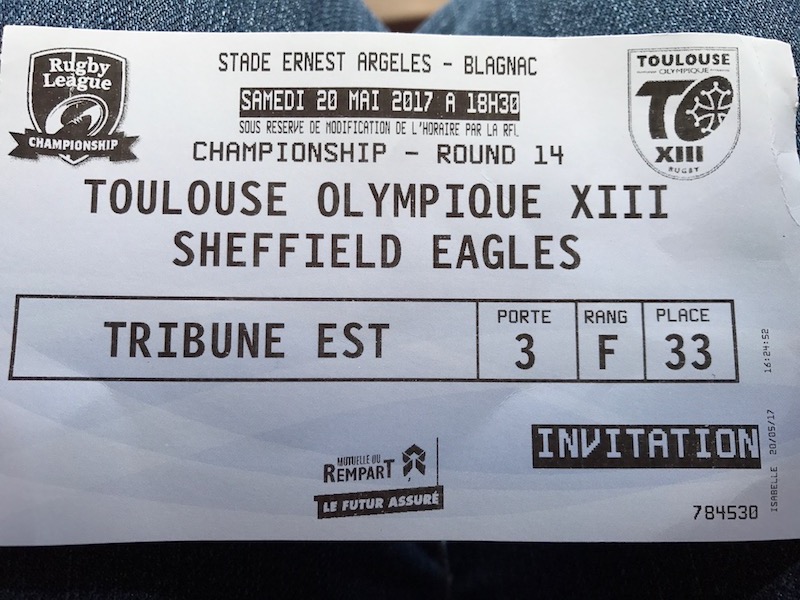 Rugby
League
CHAMPIONSHIP
STADE ERNEST ARGELES - BLAGNAC
SAMEDI 20 MAI 2017 A 18H30
SOUS RESERVE DE MODIFICATION DE L'HORAIRE PAR LA RFL
CHAMPIONSHIP - ROUND 14
TOULOUSE
OLYMPIQUE
TO
XIII
RUGBY
TOULOUSE OLYMPIQUE XIII
SHEFFIELD EAGLES
TRIBUNE EST
PORTE
3
RANG
F
PLACE
33
INVITATION
MUTUELLE DU
REMPART
LE FUTUR ASSURÉ
784530
ISABELLE 20/05/17 16:24:52